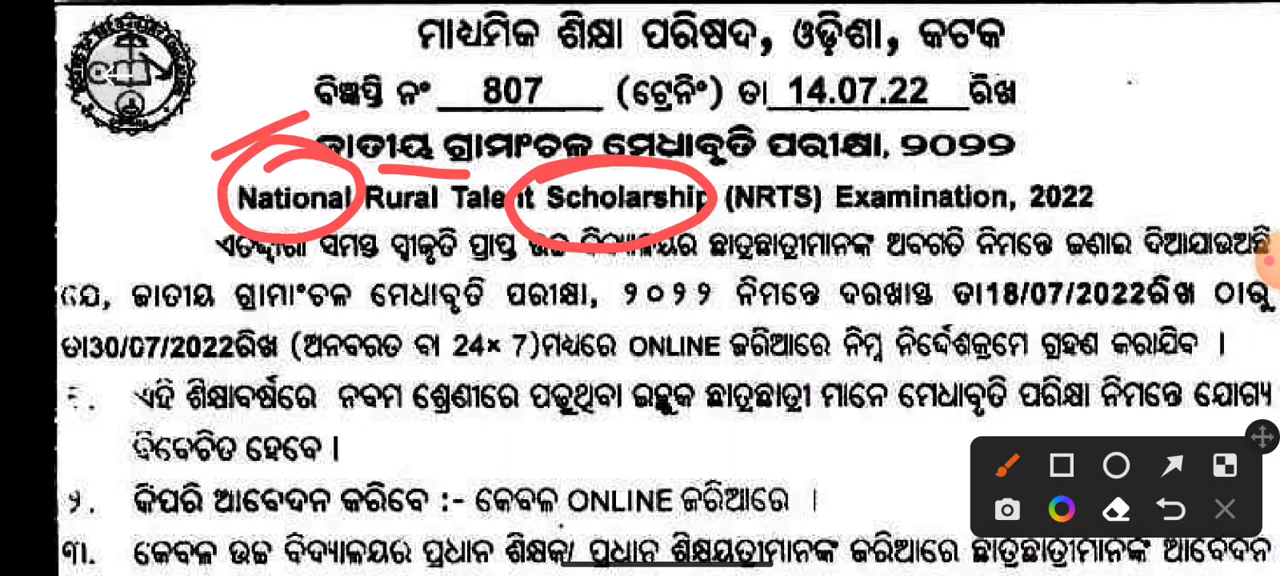 ମାଧ୍ୟମିକ ଶିକ୍ଷା ପରିଷଦ, ଓଡ଼ିଶା, କଟକ
ବିଜ୍ଞପ୍ତି ନଂ 807 (ଟ୍ରେନିଂ) ତା 14.07.22 ରିଖ
ଜାତୀୟ ଗ୍ରାମାଂଚଳ ମେଧାବୃତି ପରୀକ୍ଷା, ୨୦୨୨
National Rural Talent Scholarship (NRTS) Examination, 2022
ଏତଦ୍ଦ୍ୱାରା ସମସ୍ତ ସ୍ୱୀକୃତି ପ୍ରାପ୍ତ ଉଚ୍ଚ ବିଦ୍ୟାଳୟର ଛାତ୍ରଛାତ୍ରୀମାନଙ୍କ ଅବଗତି ନିମନ୍ତେ ଜଣାଇ ଦିଆଯାଉଅଛି
ଯେ, ଜାତୀୟ ଗ୍ରାମାଂଚଳ ମେଧାବୃତି ପରୀକ୍ଷା, ୨୦୨୨ ନିମନ୍ତେ ଦରଖାସ୍ତ ତା18/07/2022ରିଖ ଠାରୁ
ତା30/07/2022ରିଖ (ଅନବରତ ବା 24x 7)ମଧ୍ୟରେ ONLINE ଜରିଆରେ ନିମ୍ନ ନିର୍ଦ୍ଦେଶକ୍ରମେ ଗ୍ରହଣ କରାଯିବ ।
ଏହି ଶିକ୍ଷାବର୍ଷରେ ନବମ ଶ୍ରେଣୀରେ ପଢୁଥିବା ଇଚ୍ଛୁକ ଛାତ୍ରଛାତ୍ରୀ ମାନେ ମେଧାବୃତି ପରିକ୍ଷା ନିମନ୍ତେ ଯୋଗ୍ୟ
ବିବେଚିତ ହେବେ ।
୨. କିପରି ଆବେଦନ କରିବେ :- କେବଳ ONLINE ଜରିଆରେ ।
୩. କେବଳ ଉଚ୍ଚ ବିଦ୍ୟାଳୟର ପ୍ରଧାନ ଶିକ୍ଷକ/ ପ୍ରଧାନ ଶିକ୍ଷୟତ୍ରୀମାନଙ୍କ ଜରିଆରେ ଛାତ୍ରଛାତ୍ରୀମାନଙ୍କ ଆବେଦନ